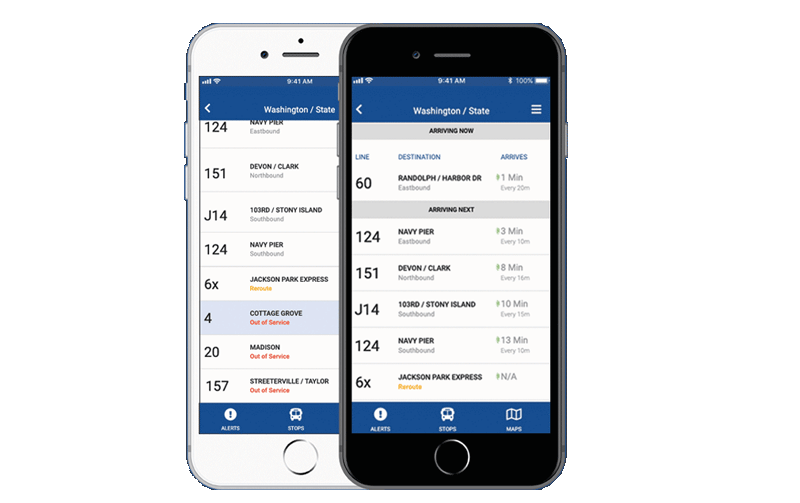 9:41 AM
Washington / State
124 NAVY PIER
Eastbound
151 DEVON / CLARK
Northbound
J14 103RD / STONY ISLAND
Southbound
124 NAVY PIER
Southbound
6x JACKSON PARK EXPRESS
Reroute
4 COTTAGE GROVE
Out of Service
20 MADISON
Out of Service
157 STREETERVILLE / TAYLOR
Out of Service
ALERTS STOPS
9:41 AM 100%
Washington / State
ARRIVING NOW
LINE DESTINATION ARRIVES
60 RANDOLPH / HARBOR DR 1 Min
Eastbound Every 20m
ARRIVING NEXT
124 NAVY PIER 3 Min
Eastbound Every 10m
151 DEVON / CLARK 8 Min
Northbound Every 16m
J14 103RD / STONY ISLAND 10 Min
Southbound Every 15m
124 NAVY PIER 13 Min
Southbound Every 10m
6x JACKSON PARK EXPRESS N/A
Reroute
ALERTS STOPS MAPS